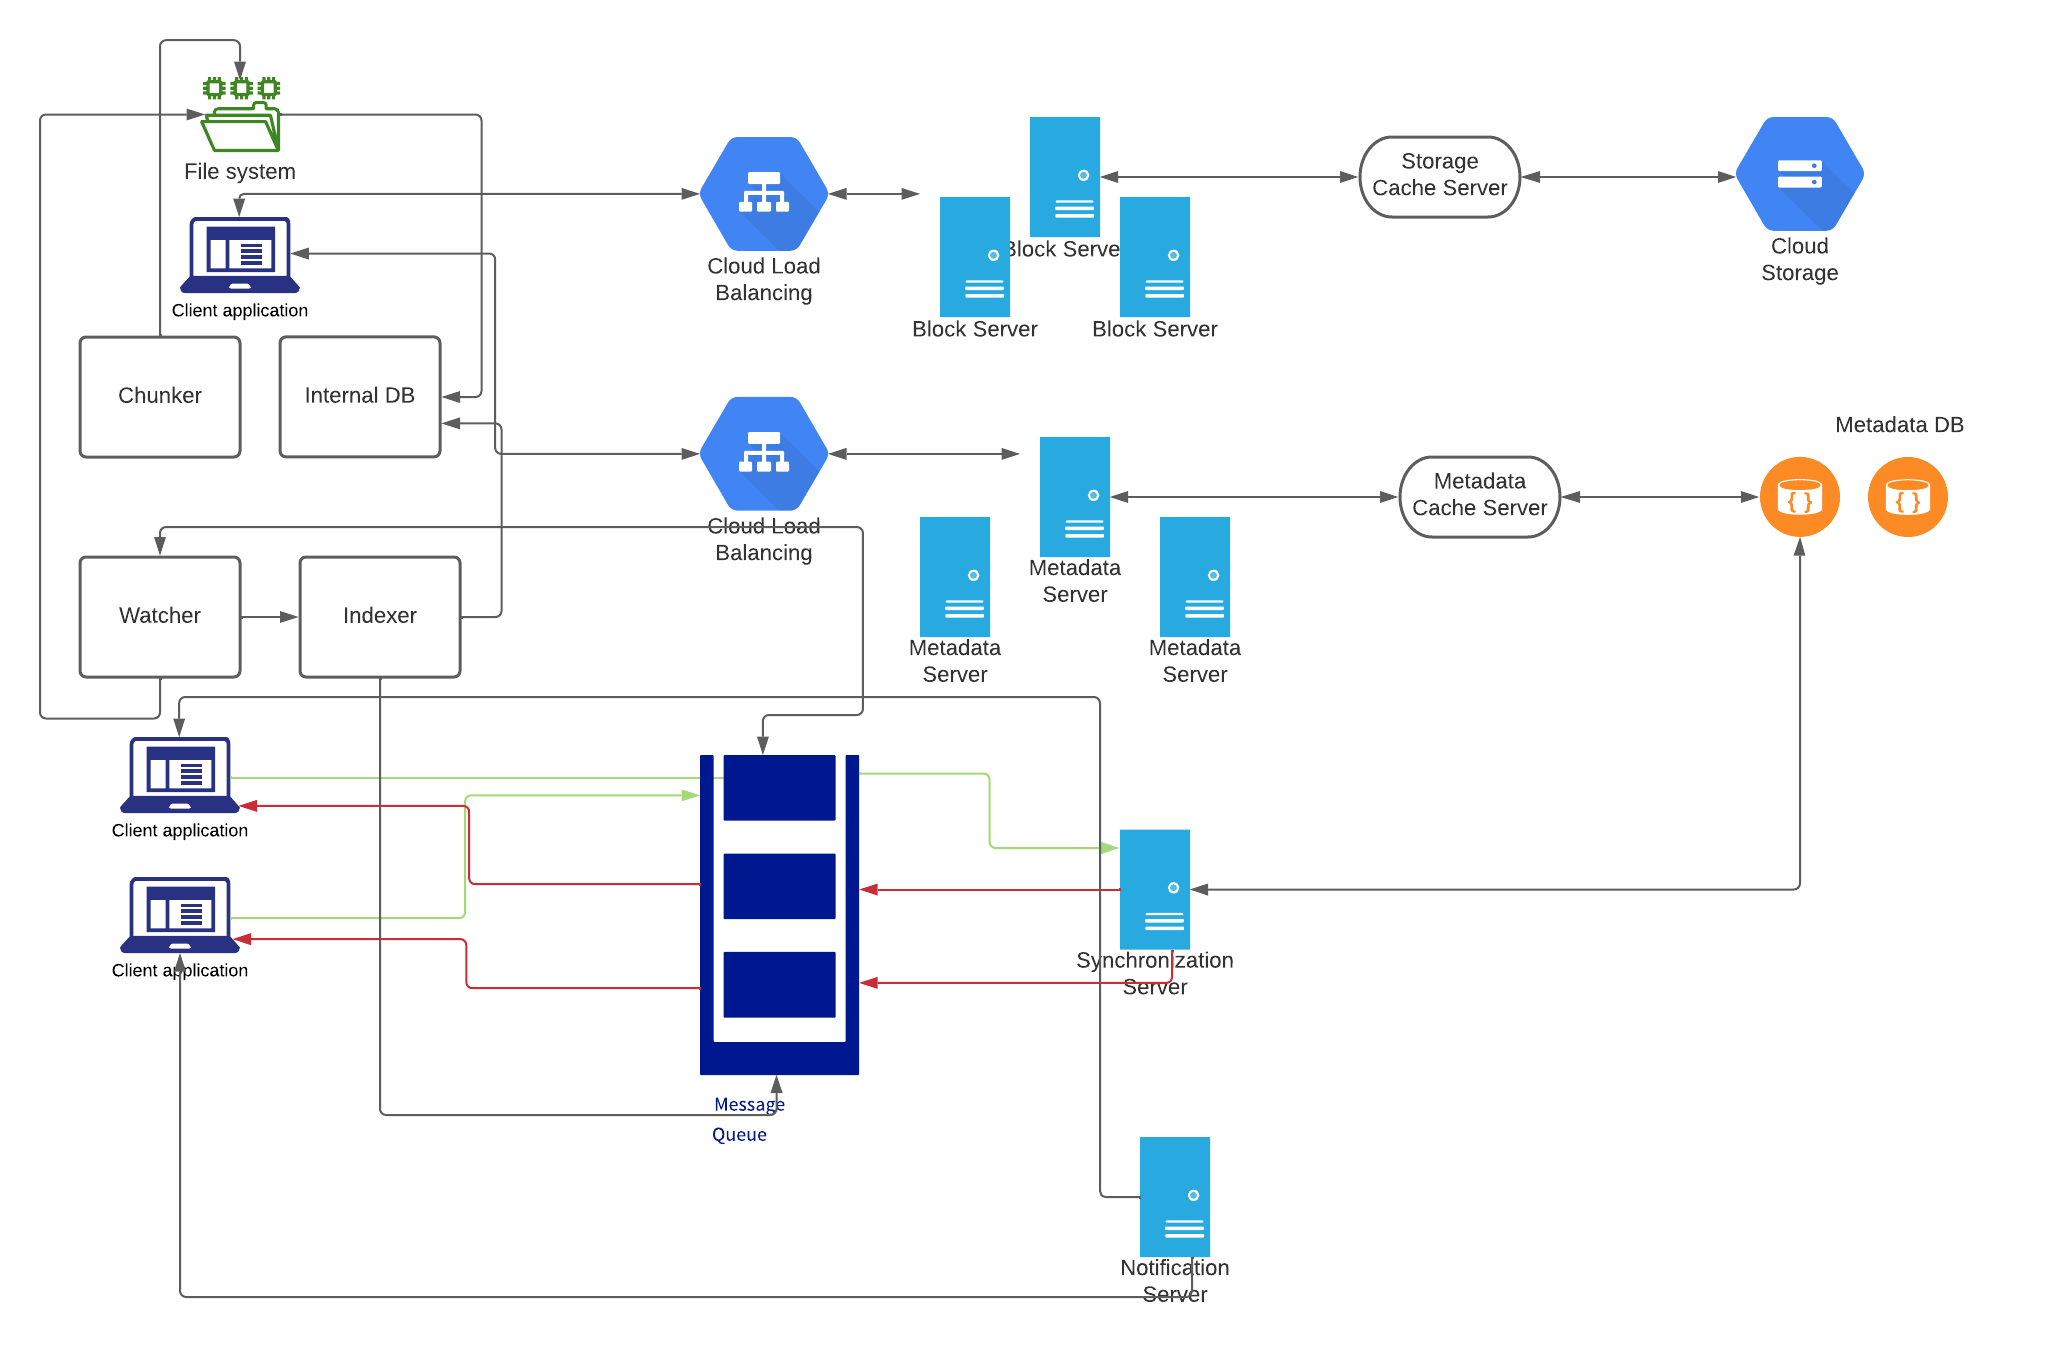 File system
Client application
Chunker
Internal DB
Watcher
Indexer
Client application
Client application
Cloud Load
Balancing
Block Serve
Block Server
Block Server
Storage
Cache Server
Cloud
Storage
Cloud Load
Balancing
Metadata
Server
Metadata
Server
Metadata
Server
Metadata
Cache Server
Metadata DB
{ }
{ }
Message
Queue
Synchronization
Server
Notification
Server